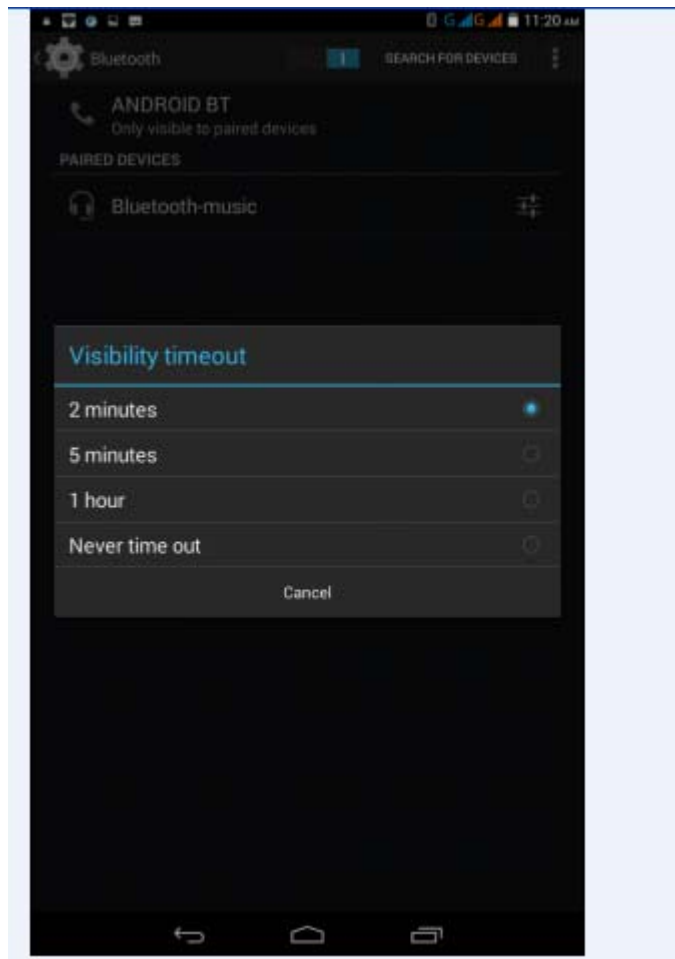 G G 11:20 AM
Bluetooth SEARCH FOR DEVICES
ANDROID BT
Only visible to paired devices
PAIRED DEVICES
Bluetooth-music
Visibility timeout
2 minutes
5 minutes
1 hour
Never time out
Cancel